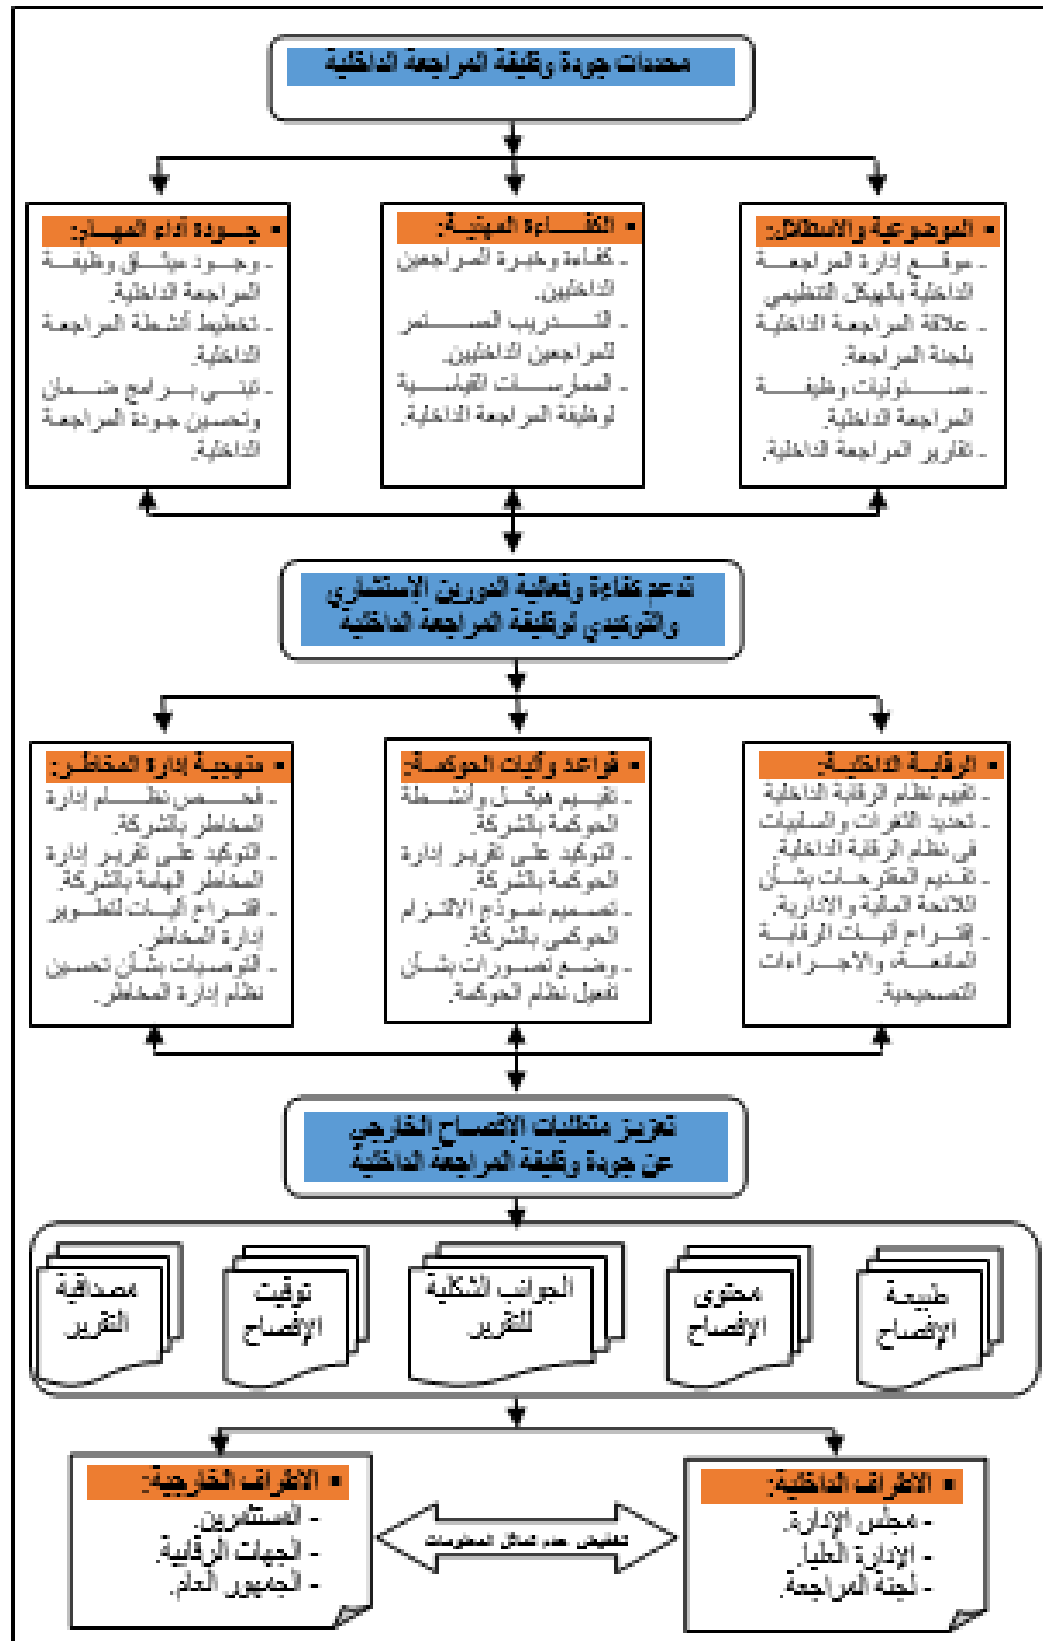 محددات جودة وظيفة المراجعة الداخلية
▪ الموضوعية والاستقلال:
- موقع إدارة المراجعة
الداخلية بالهيكل التنظيمي
- علاقة المراجعة الداخلية
بلجنة المراجعة.
- مسئوليات وظيفة
المراجعة الداخلية.
- تقارير المراجعة الداخلية.
▪ الكفاءة المهنية:
- كفاءة وخبرة المراجعين
الداخليين.
- التدريب المستمر
للمراجعين الداخليين.
- الممارسات القياسية
لوظيفة المراجعة الداخلية.
▪ جودة أداء المهام:
- وجود ميثاق وظيفة
المراجعة الداخلية.
- تخطيط أنشطة المراجعة
الداخلية.
- تبني برامج ضمان
وتحسين جودة المراجعة
الداخلية.
تدعم كفاءة وفعالية الدورين الإستشاري
والتوكيدي لوظيفة المراجعة الداخلية
▪ الرقابة الداخلية:
- تقييم نظام الرقابة الداخلية
- تحديد الثغرات والسلبيات
في نظام الرقابة الداخلية.
- تقديم المقترحات بشأن
اللائحة المالية والإدارية.
- إقتراح آليات الرقابة
المانعة، والاجراءات
التصحيحية.
▪ قواعد وآليات الحوكمة:
- تقييم هيكل وأنشطة
الحوكمة بالشركة.
- التوكيد على تقرير إدارة
الحوكمة بالشركة.
- تصميم نموذج الالتزام
الحوكمي بالشركة.
- وضع تصورات بشأن
تفعيل نظام الحوكمة.
▪ منهجية إدارة المخاطر:
- فحص نظام إدارة
المخاطر بالشركة.
- التوكيد على تقرير إدارة
المخاطر الهامة بالشركة.
- اقتراح آليات لتطوير
إدارة المخاطر.
- التوصيات بشأن تحسين
نظام إدارة المخاطر.
تعزيز متطلبات الإفصاح الخارجي
عن جودة وظيفة المراجعة الداخلية
طبيعة
الإفصاح
محتوى
الإفصاح
الجوانب الشكلية
للتقرير
توقيت
الإفصاح
مصداقية
التقرير
▪ الاطراف الداخلية:
- مجلس الإدارة.
- الإدارة العليا.
- لجنة المراجعة.
تخفيض عدم تماثل المعلومات
▪ الاطراف الخارجية:
- المستثمرين.
- الجهات الرقابية.
- الجمهور العام.